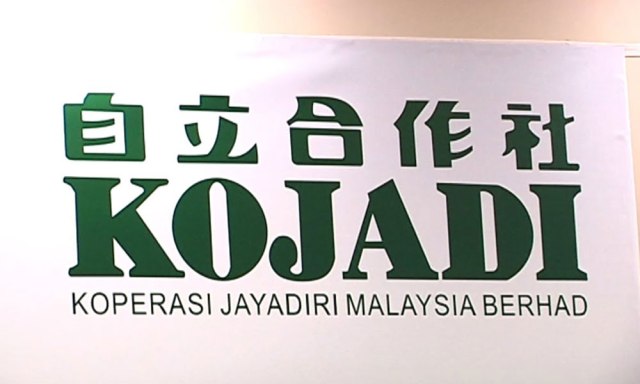 自立合作社
KOJADI
KOPERASI JAYADIRI MALAYSIA BERHAD